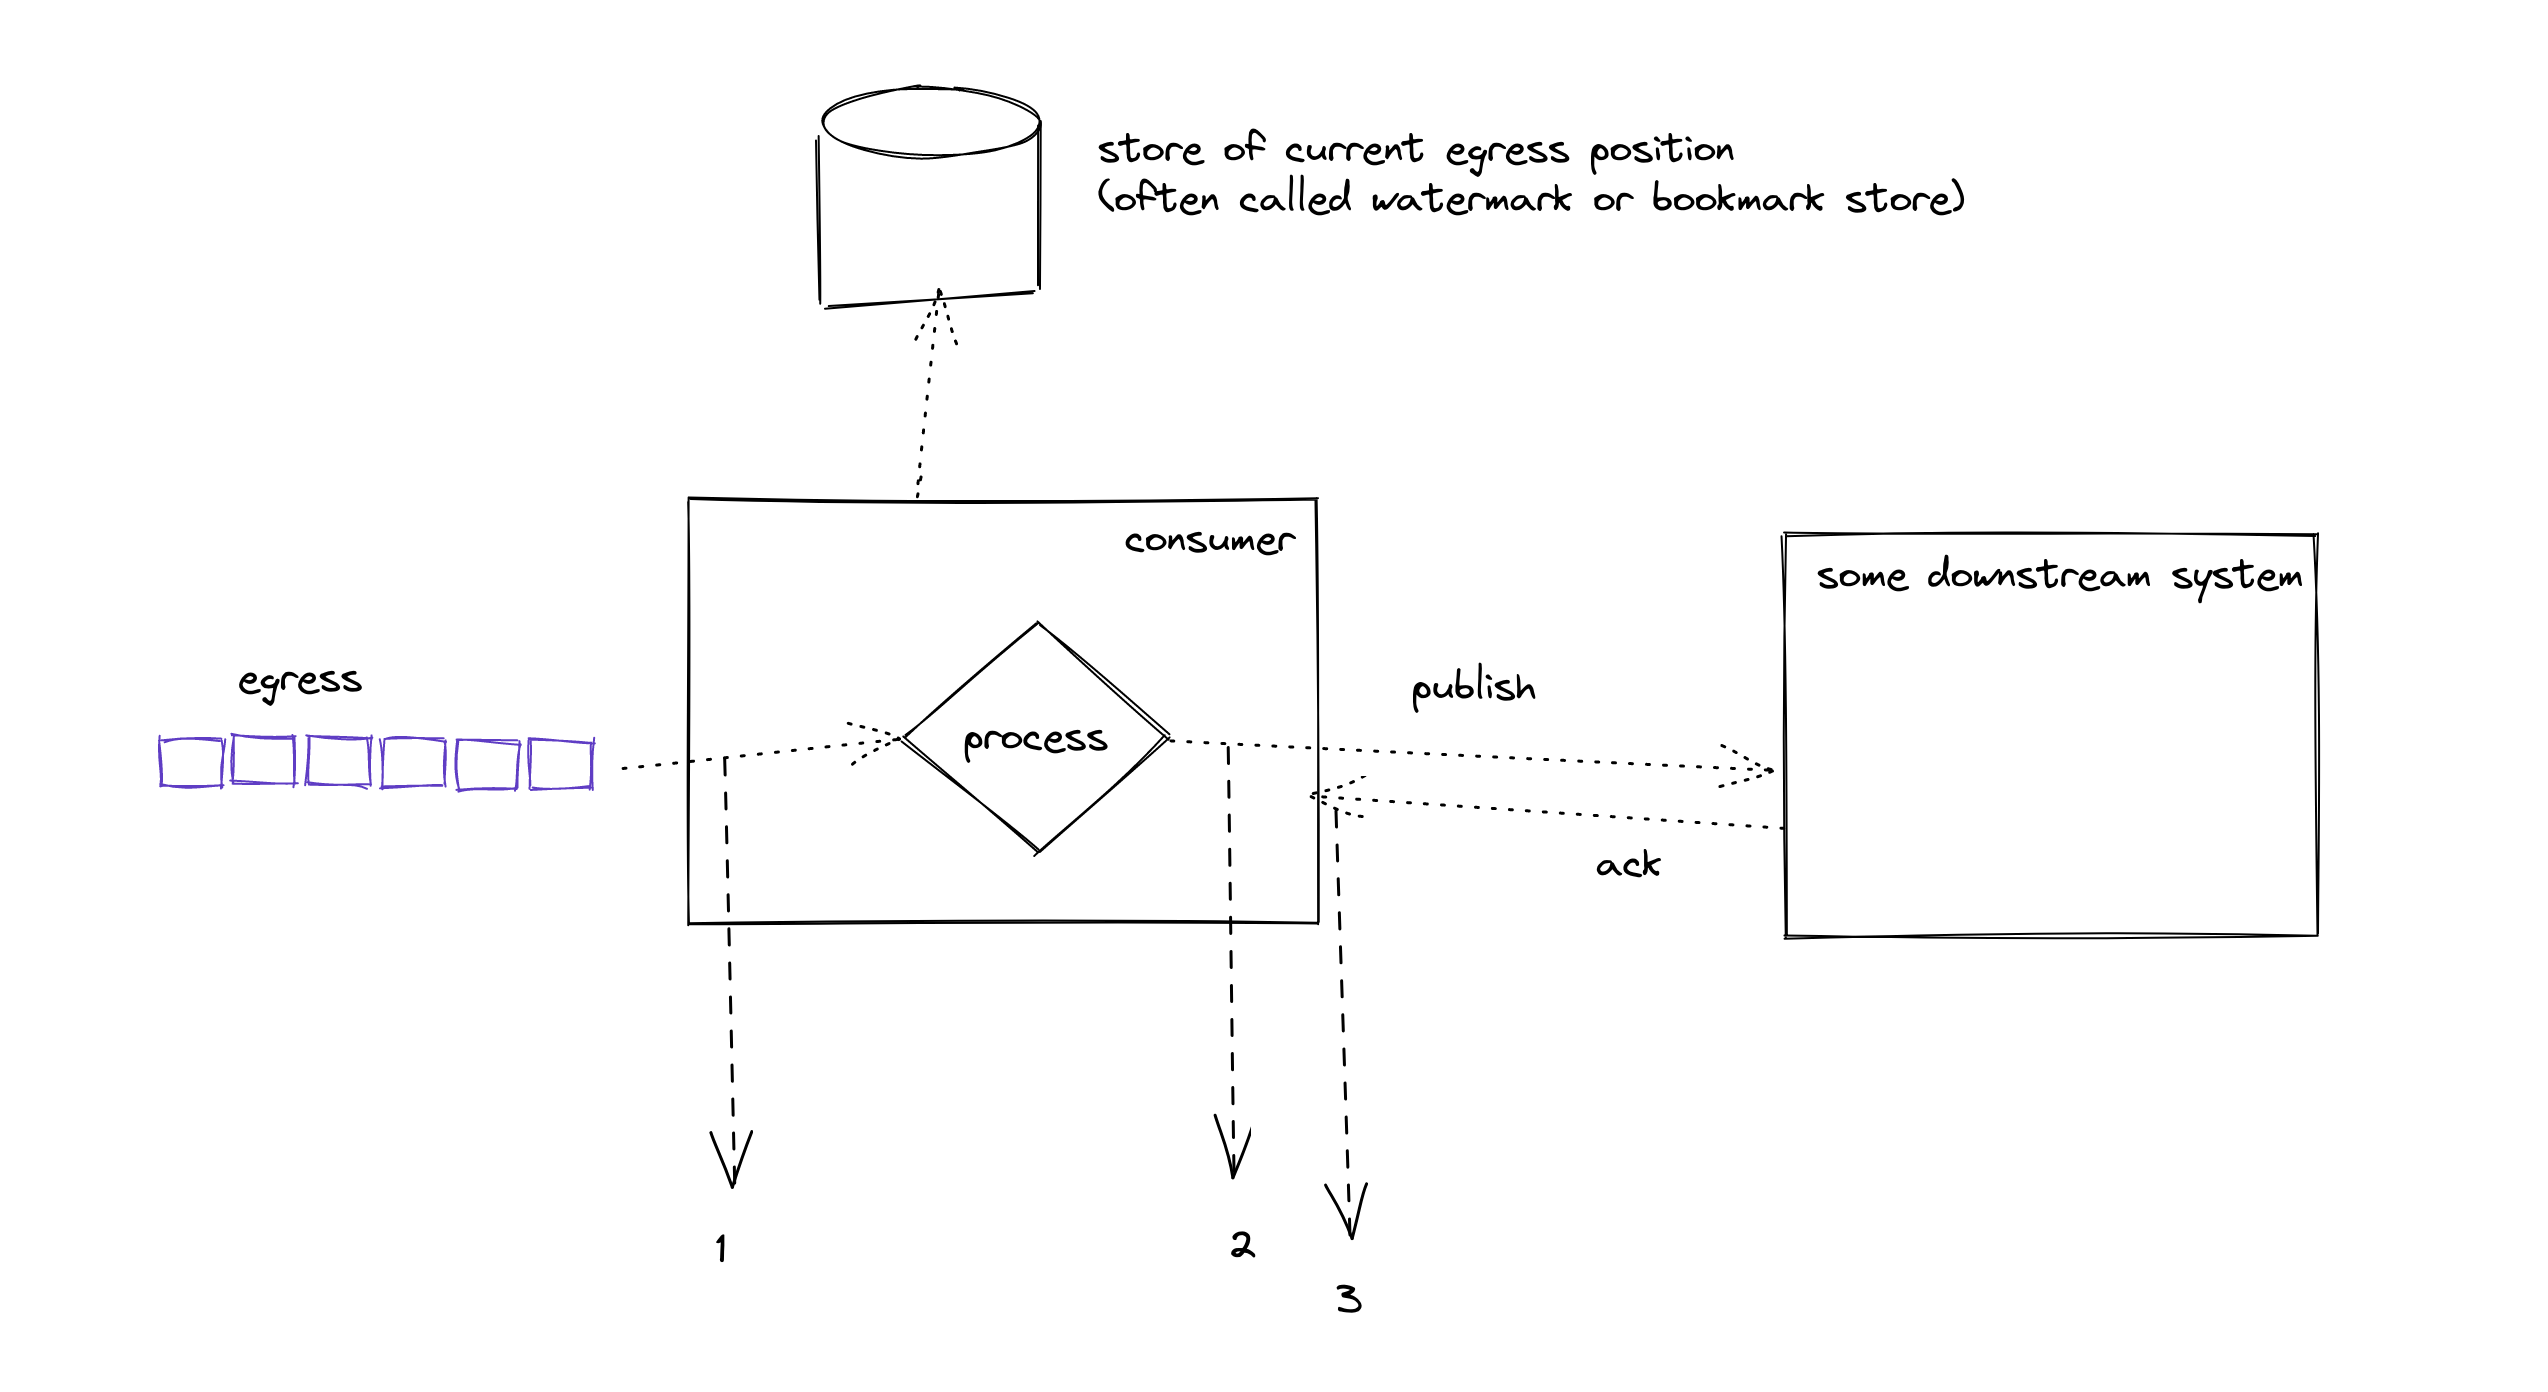 store of current egress position
(often called watermark or bookmark store)
consumer
some downstream system
egress
publish
process
ack
1
2
3